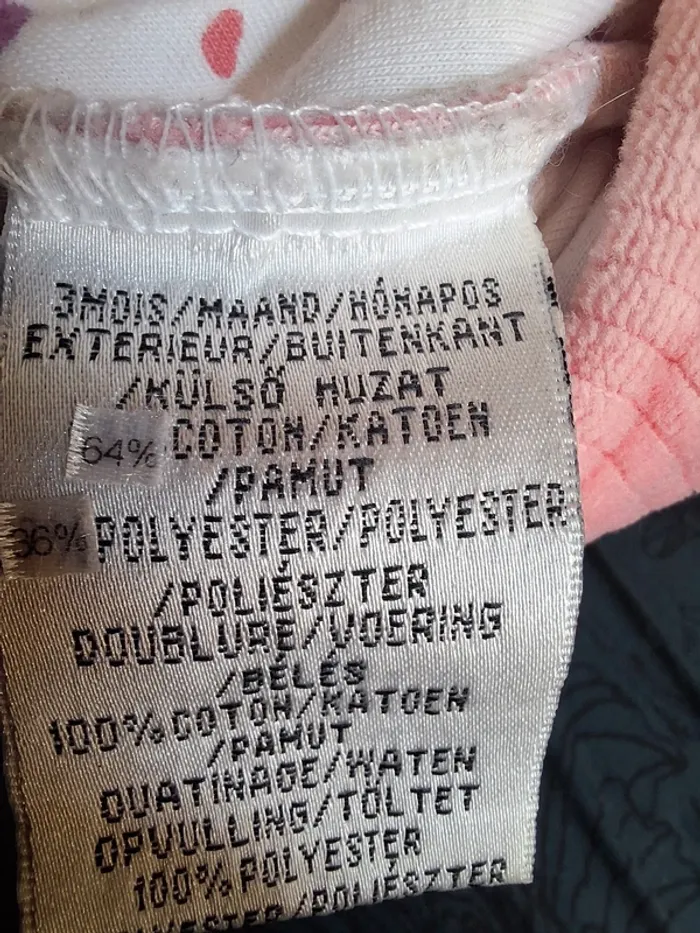 3MOIS/MAAND/HÓNAPOS
EXTERIEUR/BUITENKANT
/KÜLSŐ HUZAT
64% COTON/KATOEN
/PAMUT
36% POLYESTER/POLYESTER
/POLIÉSZTER
DOUBLURE/VOERING
/BÉLÉS
100% COTON/KATOEN
/PAMUT
OUATINAGE/WATEN
OPVULLING/TÖLTET
100% POLYESTER
/POLIÉSZTER